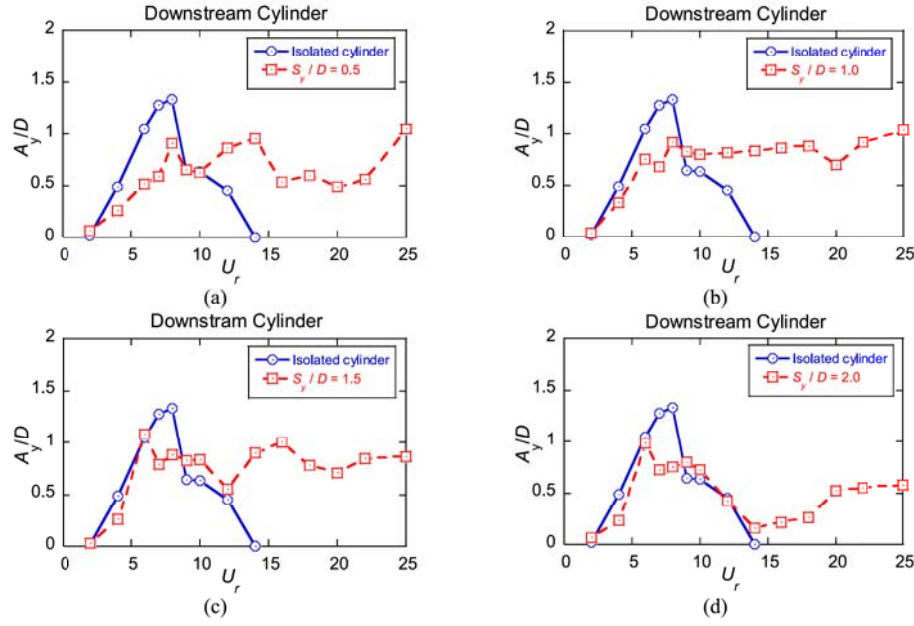 Downstream Cylinder
Isolated cylinder
S_y / D = 0.5
A_y/D
2
1.5
1
0.5
0
0 5 10 15 20 25
U_r
(a)
Downstream Cylinder
Isolated cylinder
S_y / D = 1.0
A_y/D
2
1.5
1
0.5
0
0 5 10 15 20 25
U_r
(b)
Downstram Cylinder
Isolated cylinder
S_y / D = 1.5
A_y/D
2
1.5
1
0.5
0
0 5 10 15 20 25
U_r
(c)
Downstream Cylinder
Isolated cylinder
S_y / D = 2.0
A_y/D
2
1.5
1
0.5
0
0 5 10 15 20 25
U_r
(d)